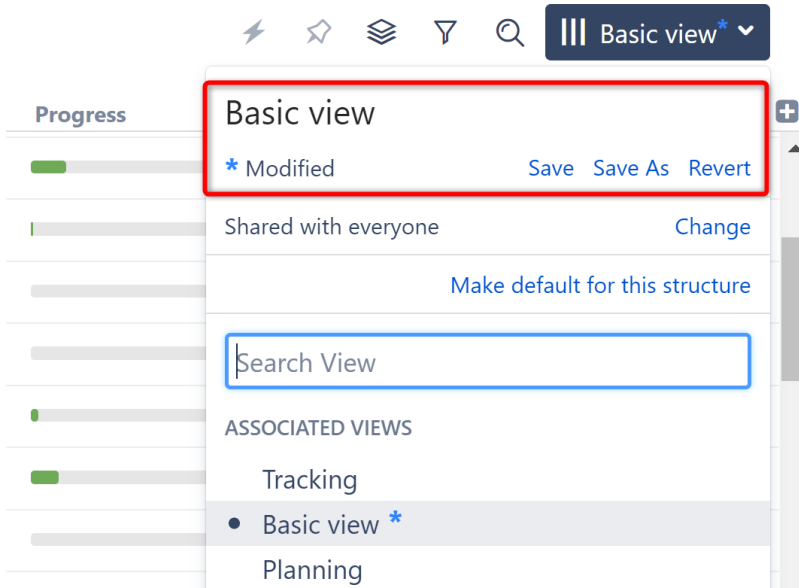 Basic view*
Progress
Basic view
* Modified Save Save As Revert
Shared with everyone Change
Make default for this structure
Search View
ASSOCIATED VIEWS
Tracking
Basic view *
Planning